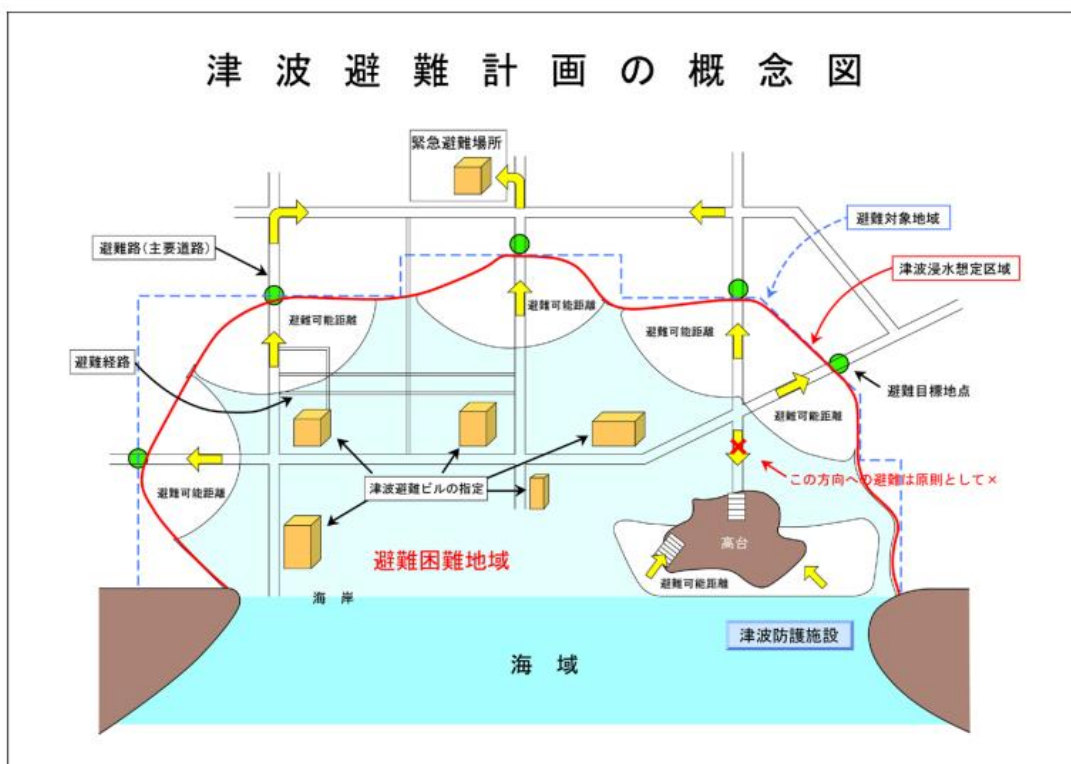 津波避難計画の概念図
緊急避難場所
避難対象地域
避難路（主要道路）
津波浸水想定区域
避難可能距離
避難可能距離
避難可能距離
避難経路
避難目標地点
避難可能距離
この方向への避難は原則として×
津波避難ビルの指定
避難可能距離
高台
避難困難地域
避難可能距離
海　岸
津波防護施設
海　域